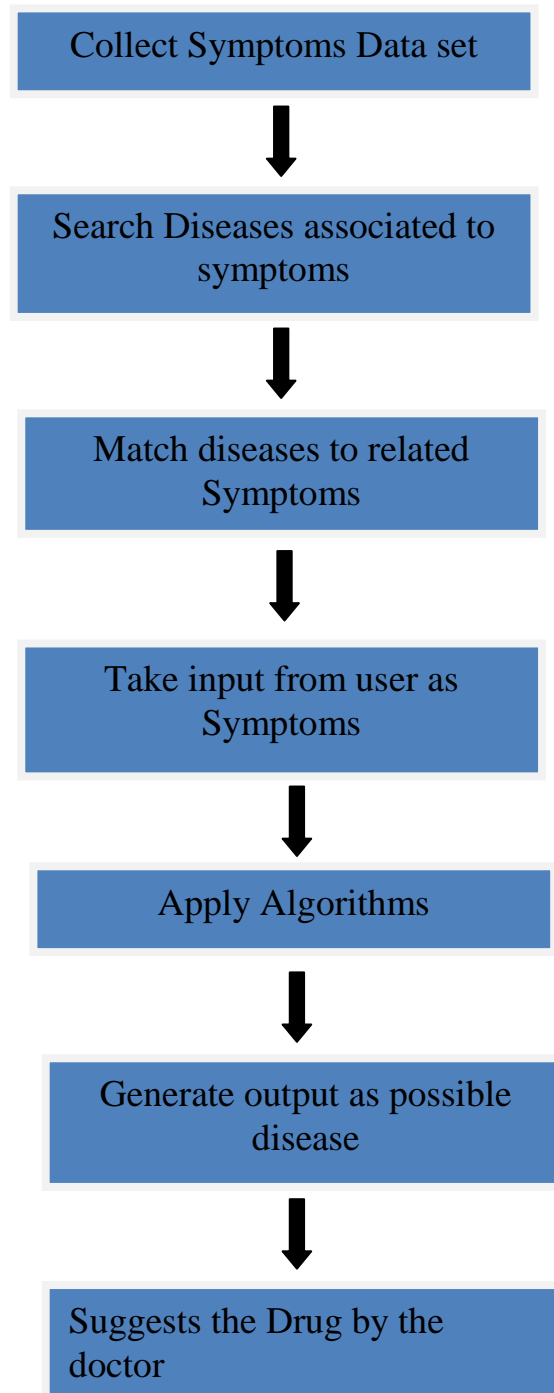 Collect Symptoms Data set
Search Diseases associated to
symptoms
Match diseases to related
Symptoms
Take input from user as
Symptoms
Apply Algorithms
Generate output as possible
disease
Suggests the Drug by the
doctor